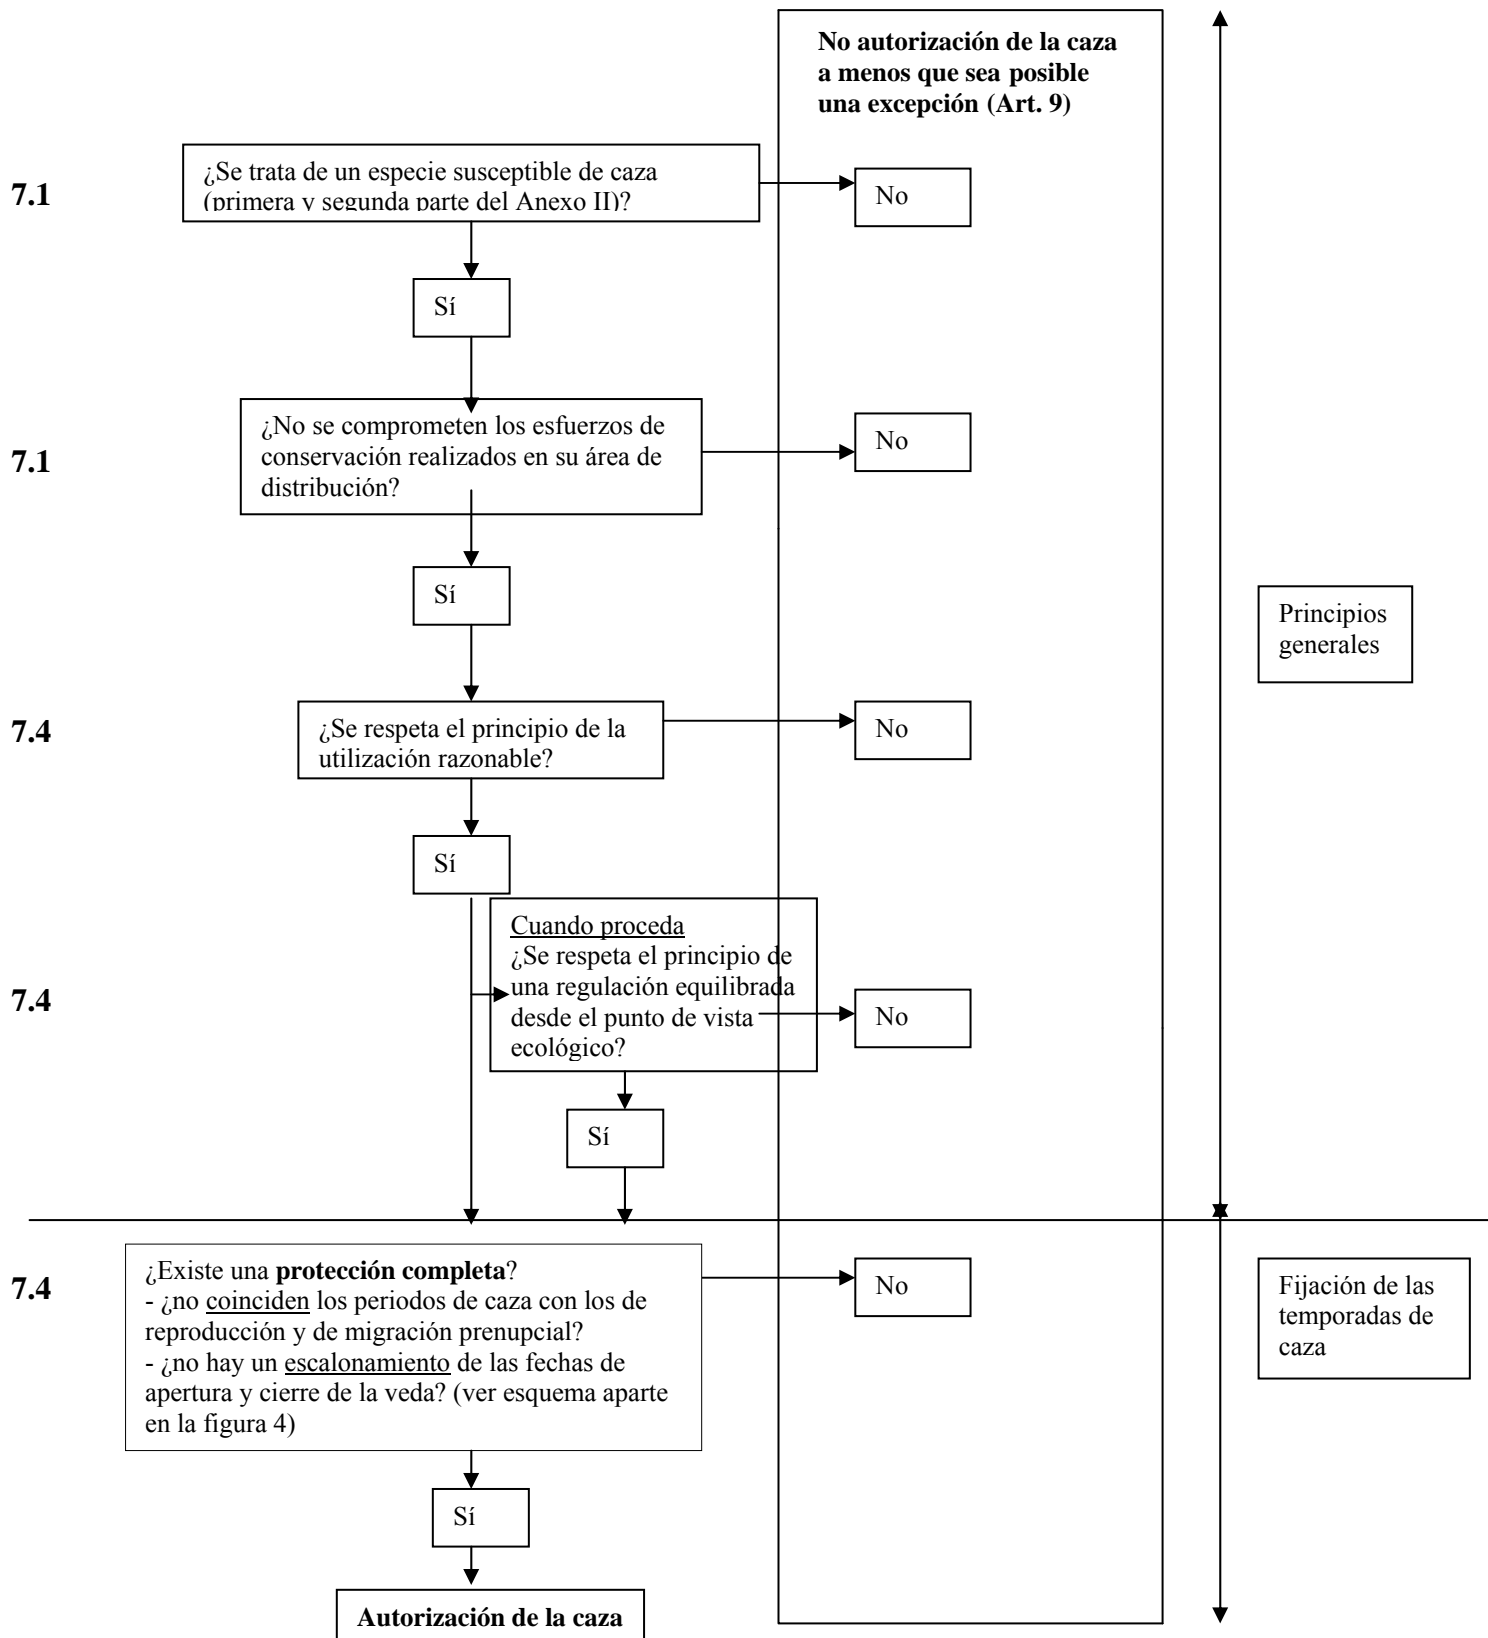 No autorización de la caza
a menos que sea posible
una excepción (Art. 9)
7.1
¿Se trata de un especie susceptible de caza
(primera y segunda parte del Anexo II)?
No
Sí
7.1
¿No se comprometen los esfuerzos de
conservación realizados en su área de
distribución?
No
Sí
Principios
generales
7.4
¿Se respeta el principio de la
utilización razonable?
No
Sí
7.4
Cuando proceda
¿Se respeta el principio de
una regulación equilibrada
desde el punto de vista
ecológico?
No
Sí
7.4
¿Existe una protección completa?
- ¿no coinciden los periodos de caza con los de
reproducción y de migración prenupcial?
- ¿no hay un escalonamiento de las fechas de
apertura y cierre de la veda? (ver esquema aparte
en la figura 4)
No
Fijación de las
temporadas de
caza
Sí
Autorización de la caza